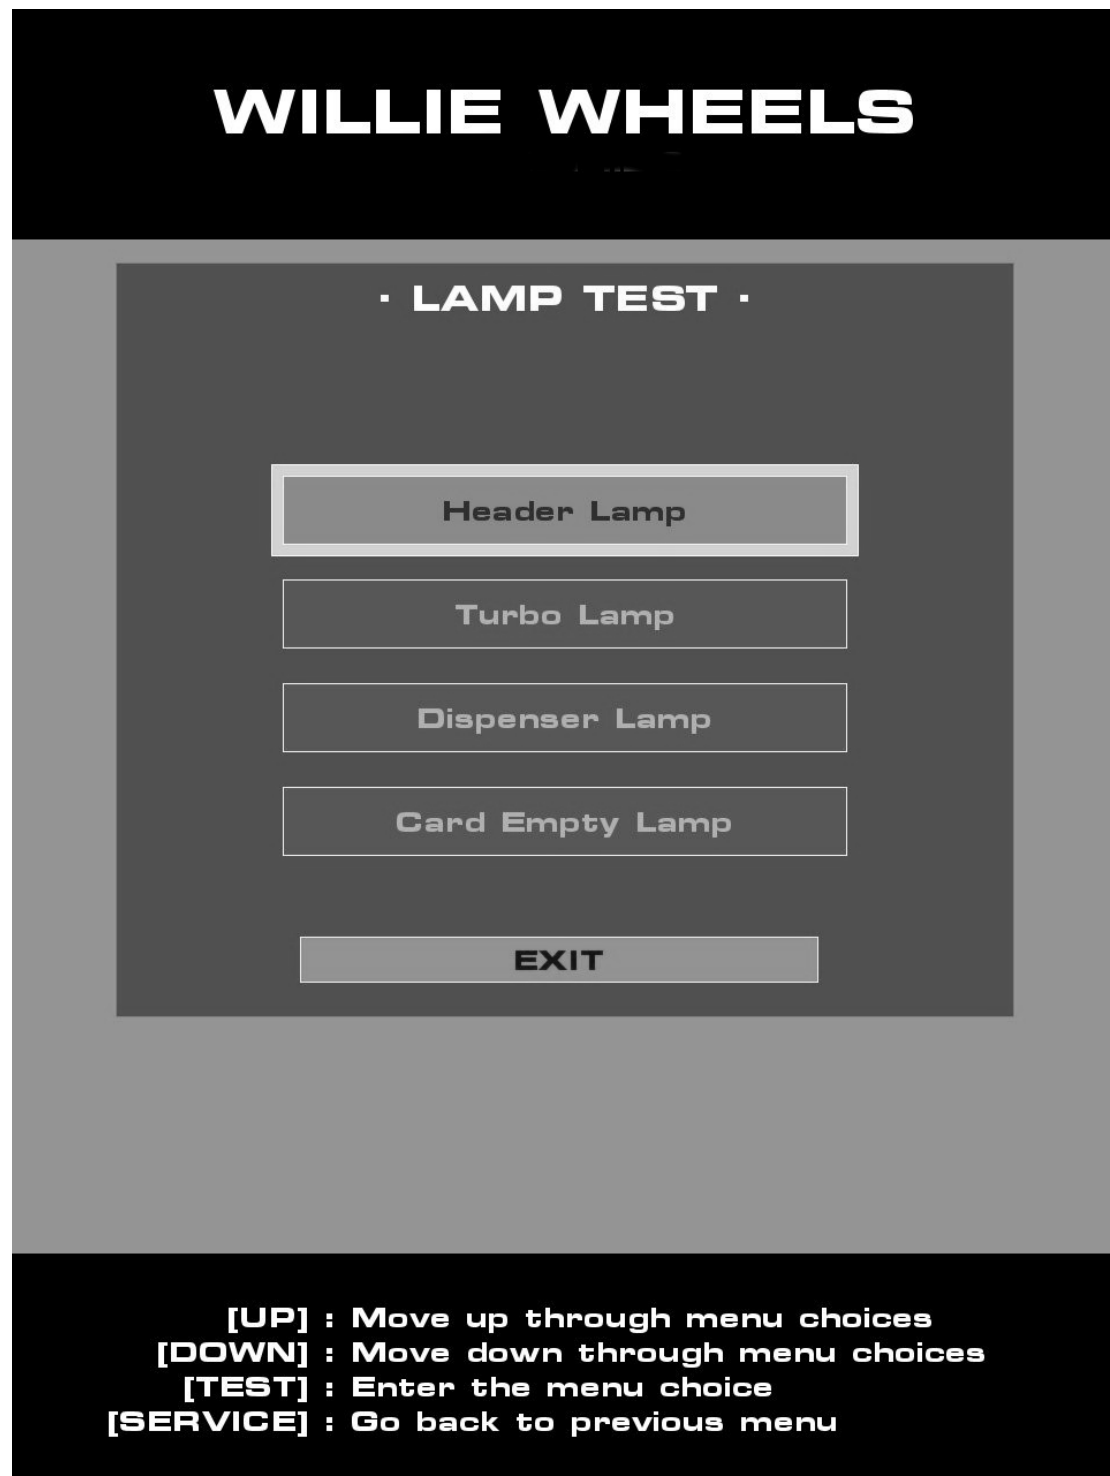 WILLIE WHEELS
· LAMP TEST ·
Header Lamp
Turbo Lamp
Dispenser Lamp
Card Empty Lamp
EXIT
[UP] : Move up through menu choices
[DOWN] : Move down through menu choices
[TEST] : Enter the menu choice
[SERVICE] : Go back to previous menu